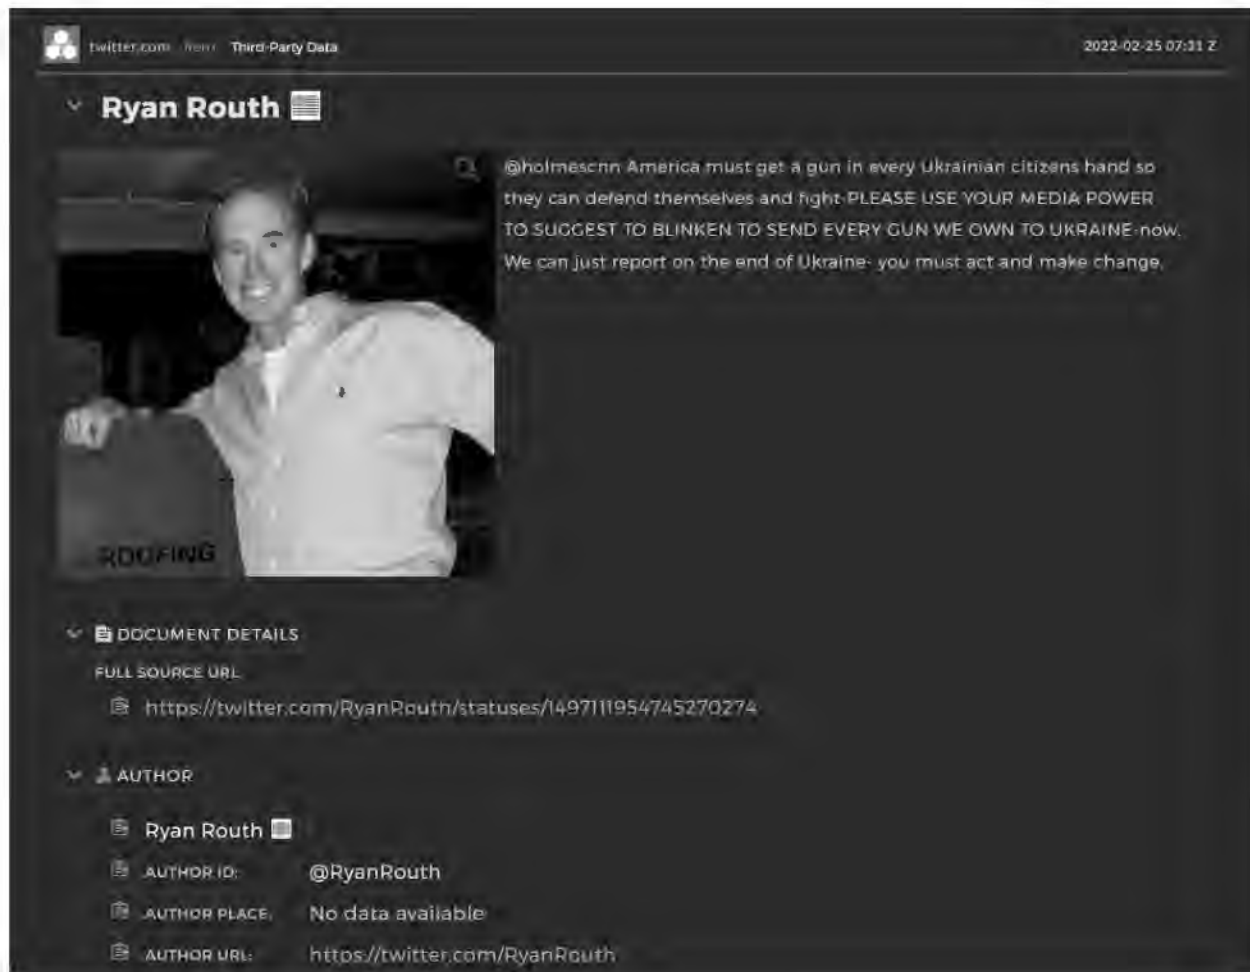 twitter.com Item Third-Party Data
2022-02-25 07:31 Z
Ryan Routh
@holmescnn America must get a gun in every Ukrainian citizens hand so
they can defend themselves and fight-PLEASE USE YOUR MEDIA POWER
TO SUGGEST TO BLINKEN TO SEND EVERY GUN WE OWN TO UKRAINE-now.
We can just report on the end of Ukraine- you must act and make change.
ROOFING
DOCUMENT DETAILS
FULL SOURCE URL
https://twitter.com/RyanRouth/statuses/1497111954745270274
AUTHOR
Ryan Routh
AUTHOR ID: @RyanRouth
AUTHOR PLACE: No data available
AUTHOR URL: https://twitter.com/RyanRouth